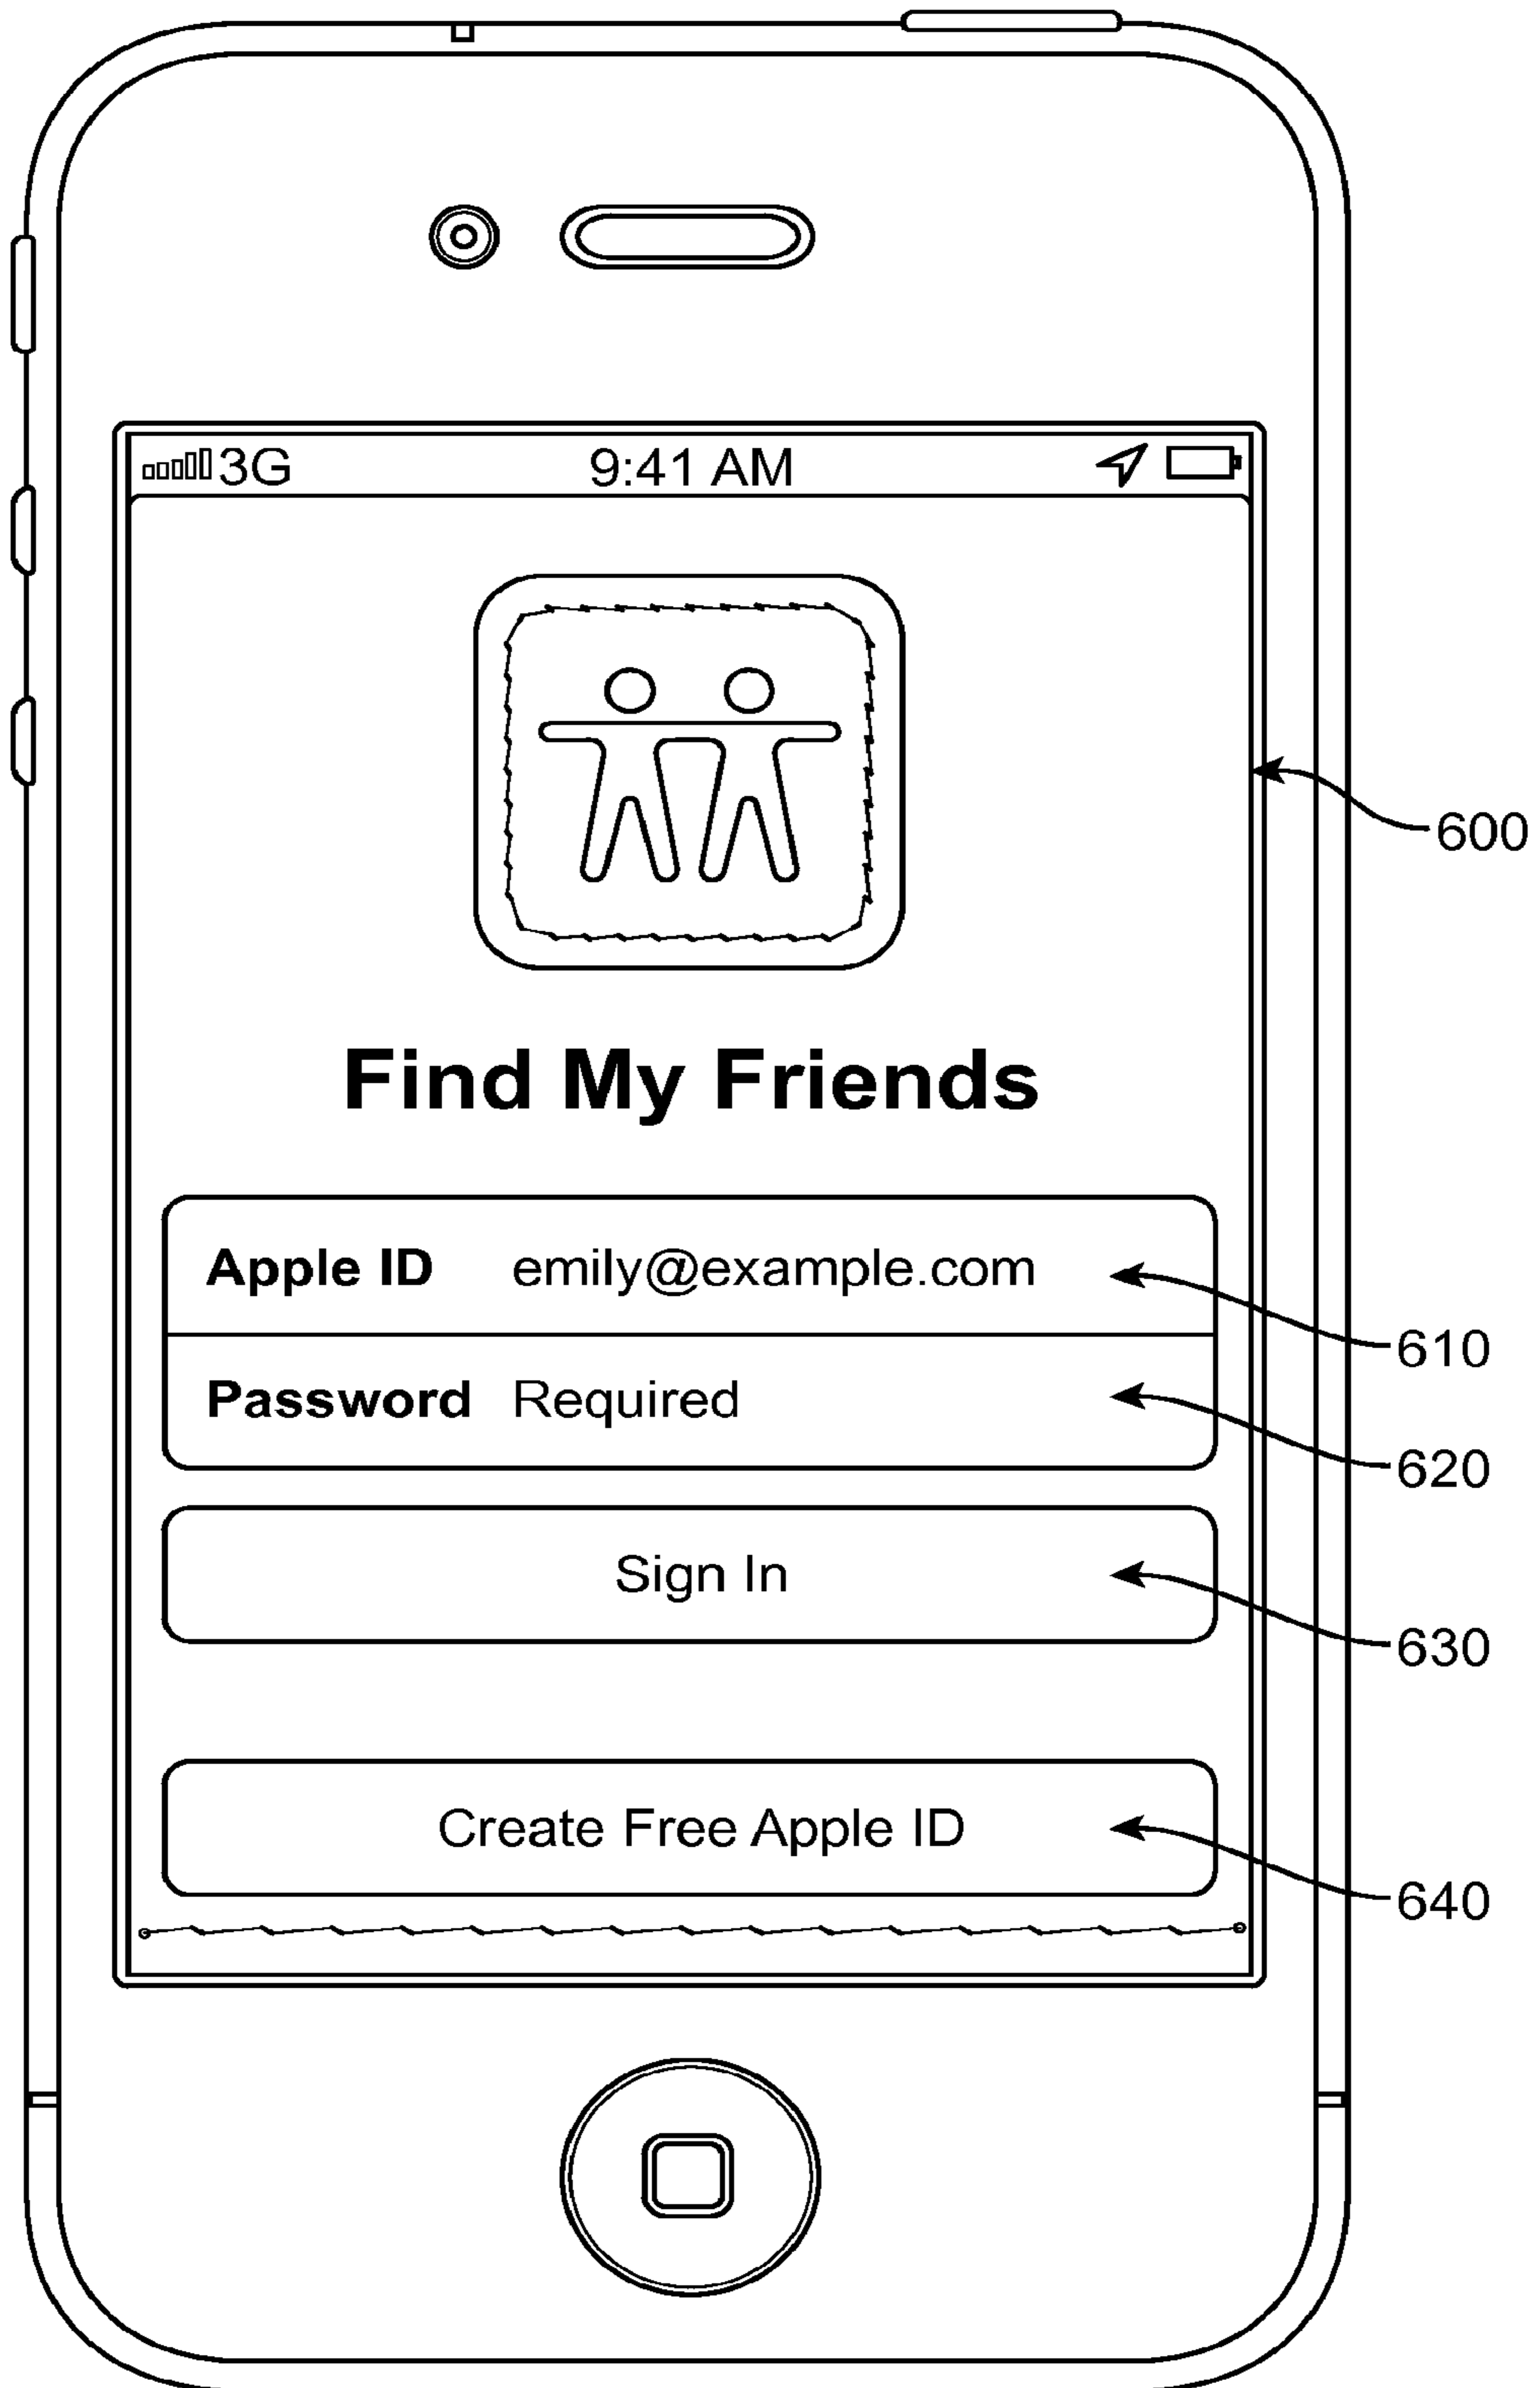 3G 9:41 AM
600
Find My Friends
Apple ID emily@example.com
610
Password Required
620
Sign In
630
Create Free Apple ID
640